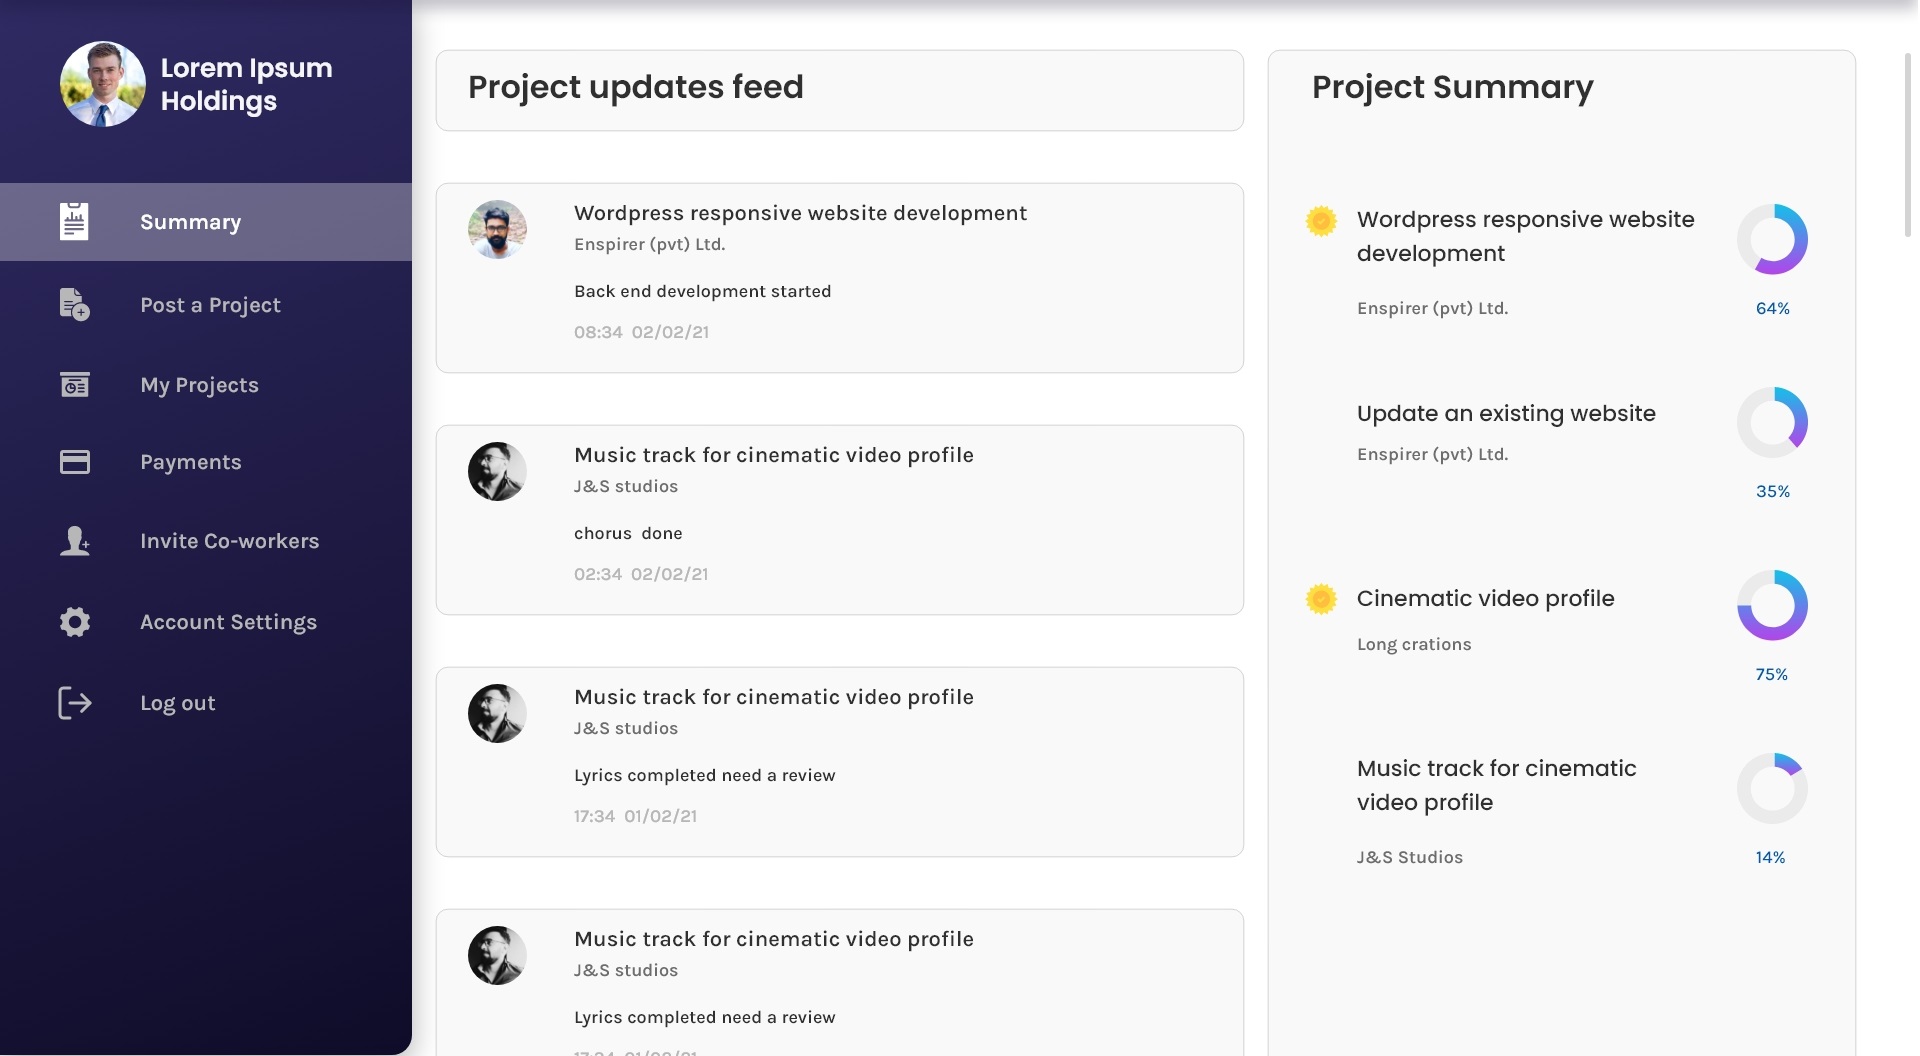 Lorem Ipsum
Holdings
Summary
Post a Project
My Projects
Payments
Invite Co-workers
Account Settings
Log out
Project updates feed
Wordpress responsive website development
Enspirer (pvt) Ltd.
Back end development started
08:34 02/02/21
Music track for cinematic video profile
J&S studios
chorus done
02:34 02/02/21
Music track for cinematic video profile
J&S studios
Lyrics completed need a review
17:34 01/02/21
Music track for cinematic video profile
J&S studios
Lyrics completed need a review
17:34 01/02/21
Project Summary
Wordpress responsive website
development
Enspirer (pvt) Ltd.
64%
Update an existing website
Enspirer (pvt) Ltd.
35%
Cinematic video profile
Long crations
75%
Music track for cinematic
video profile
J&S Studios
14%